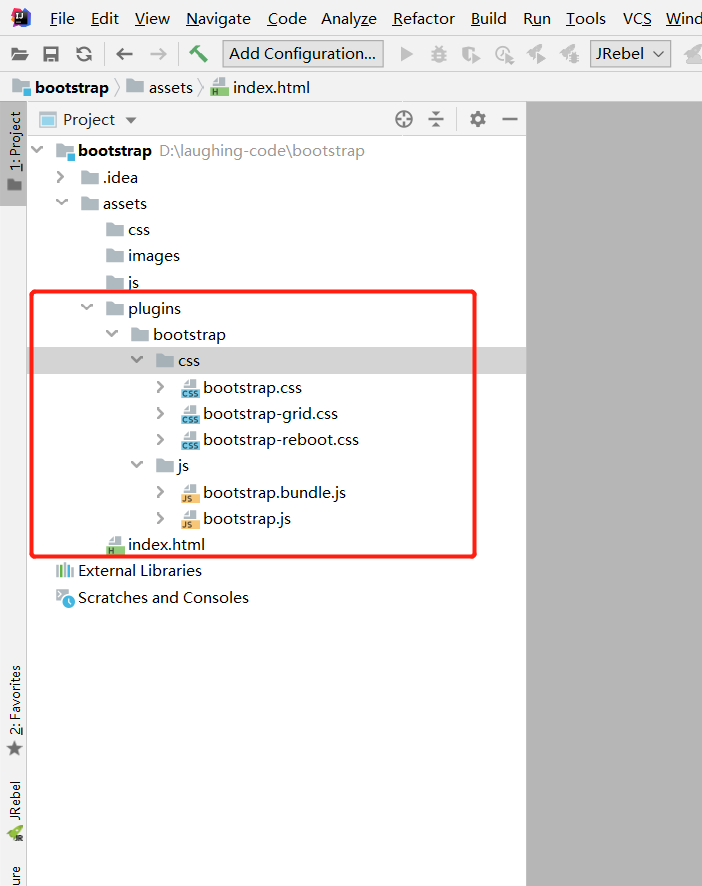 File Edit View Navigate Code Analyze Refactor Build Run Tools VCS Wind
Add Configuration... JRebel
bootstrap assets index.html
1: Project
Project
bootstrap D:\laughing-code\bootstrap
.idea
assets
css
images
js
plugins
bootstrap
css
bootstrap.css
bootstrap-grid.css
bootstrap-reboot.css
js
bootstrap.bundle.js
bootstrap.js
index.html
External Libraries
Scratches and Consoles
2: Favorites
JRebel
ure